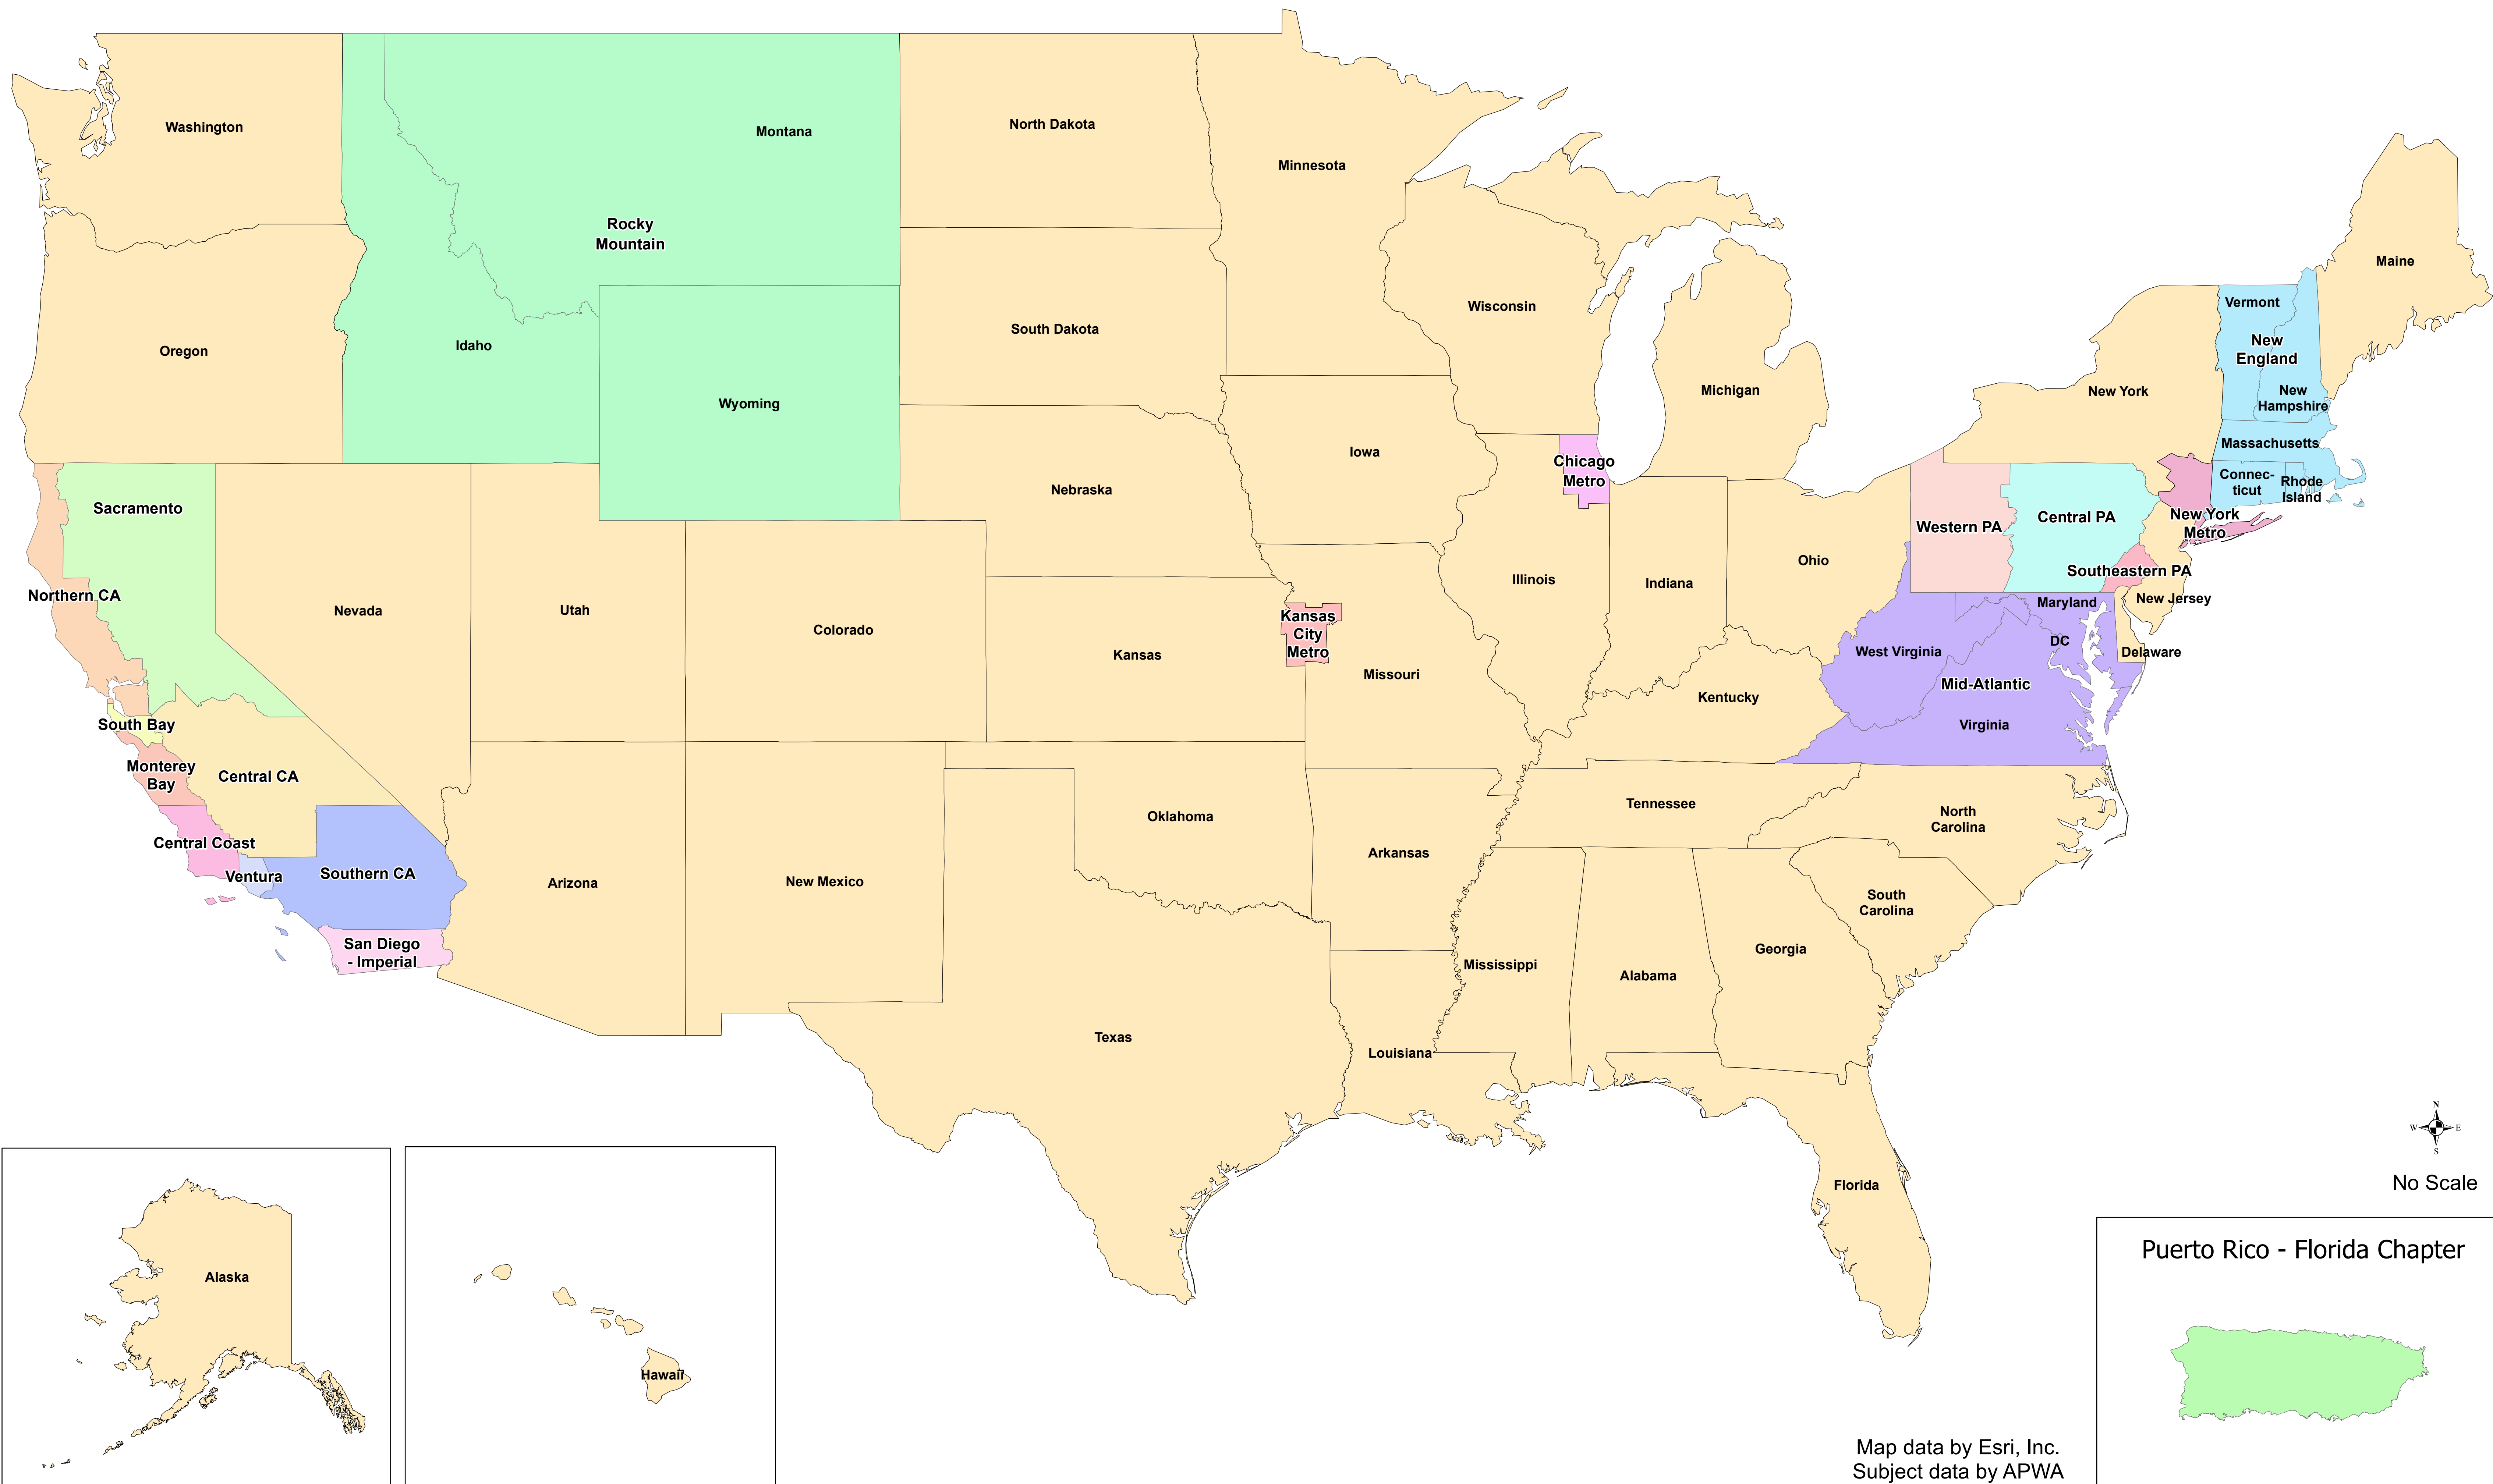 Washington
Montana
North Dakota
Minnesota
Rocky
Mountain
Maine
Oregon
Idaho
Wyoming
South Dakota
Wisconsin
Michigan
New York
Vermont
New
England
New
Hampshire
Massachusetts
Connec-
ticut
Rhode
Island
Sacramento
Nebraska
Iowa
Chicago
Metro
Western PA
Central PA
New York
Metro
Northern CA
Nevada
Utah
Colorado
Kansas
Kansas
City
Metro
Missouri
Illinois
Indiana
Ohio
Southeastern PA
New Jersey
Maryland
DC
Delaware
West Virginia
Mid-Atlantic
Virginia
Kentucky
South Bay
Monterey
Bay
Central CA
Central Coast
Ventura
Southern CA
San Diego
- Imperial
Arizona
New Mexico
Oklahoma
Arkansas
Tennessee
North
Carolina
South
Carolina
Mississippi
Alabama
Georgia
Texas
Louisiana
Florida
Alaska
Hawaii
N
W
E
S
No Scale
Puerto Rico - Florida Chapter
Map data by Esri, Inc.
Subject data by APWA